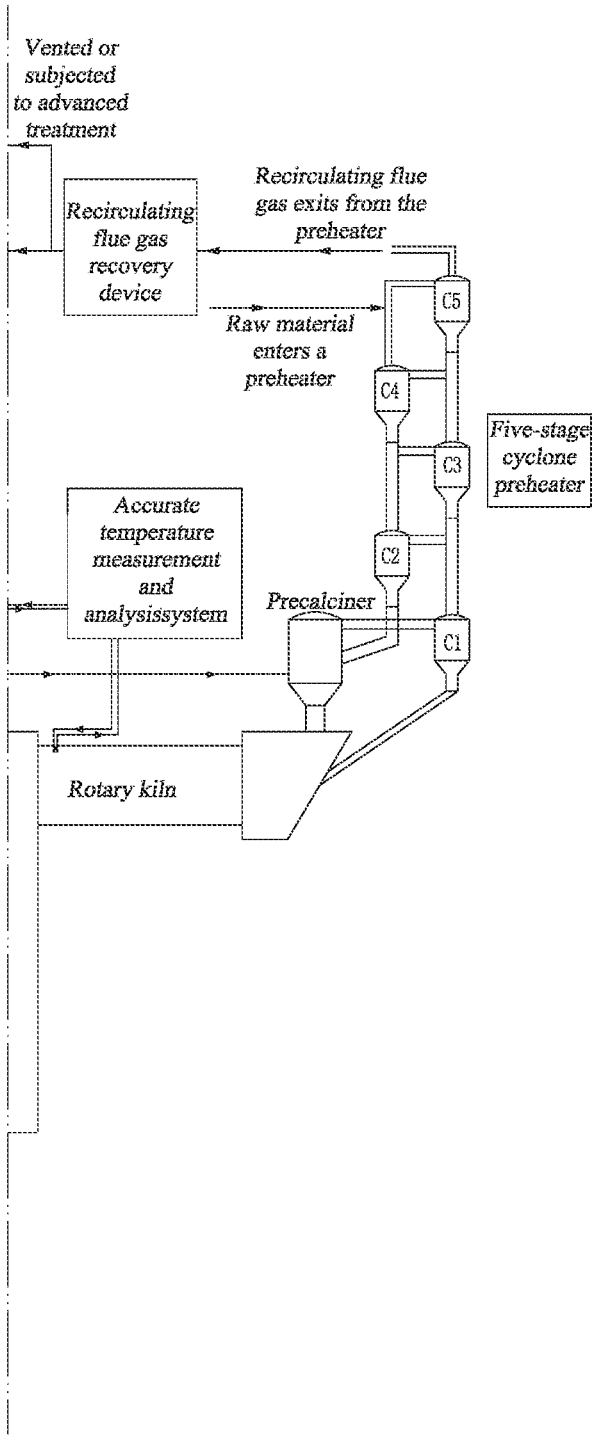 Vented or
subjected
to advanced
treatment
Recirculating
flue gas
recovery
device
Recirculating flue
gas exits from the
preheater
C5
Raw material
enters a
preheater
C4
Five-stage
cyclone
preheater
C3
Accurate
temperature
measurement
and
analysissystem
C2
Precalciner
C1
Rotary kiln